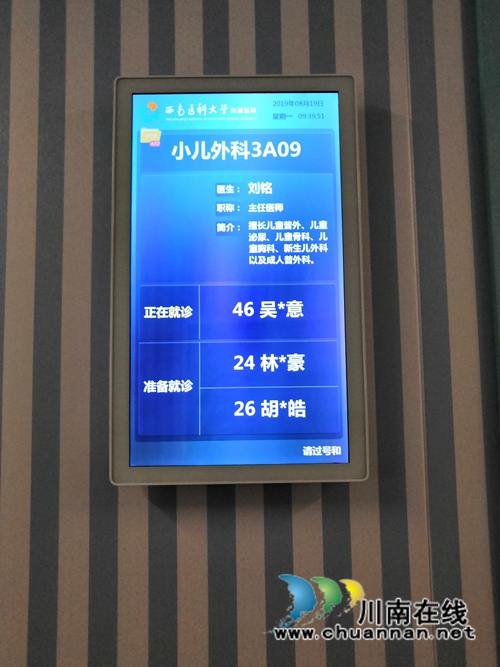 西南医科大学附属医院
2019年08月19日
星期一 09:39:51
小儿外科3A09
医生： 刘铭
职称： 主任医师
简介： 擅长儿童普外、儿童
泌尿、儿童骨科、儿
童胸科、新生儿外科
以及成人普外科。
正在就诊
46 吴*意
准备就诊
24 林*豪
26 胡*皓
请过号和
川南在线
www.chuannan.net